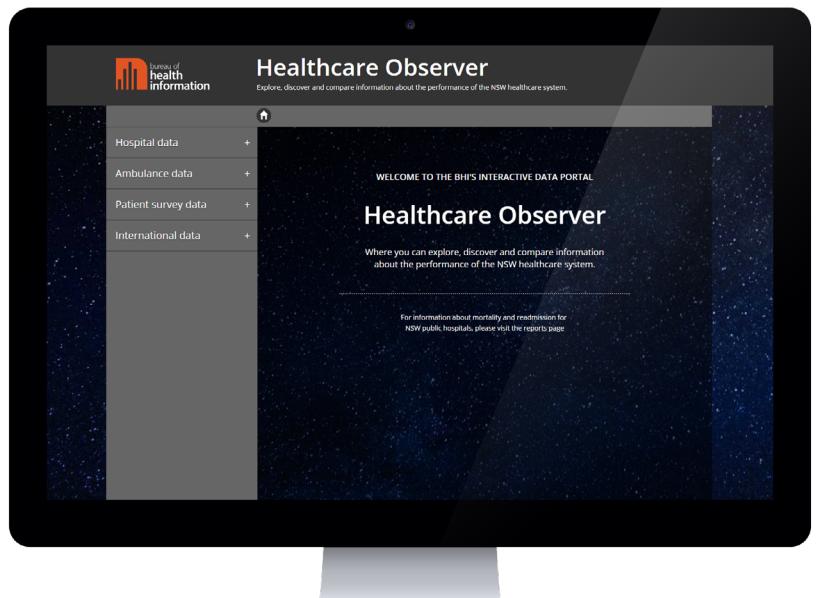 bureau of
health
information
Healthcare Observer
Explore, discover and compare information about the performance of the NSW healthcare system.
Hospital data +
Ambulance data +
Patient survey data +
International data +
WELCOME TO THE BHI'S INTERACTIVE DATA PORTAL
Healthcare Observer
Where you can explore, discover and compare information
about the performance of the NSW healthcare system.
For information about mortality and readmission for
NSW public hospitals, please visit the reports page